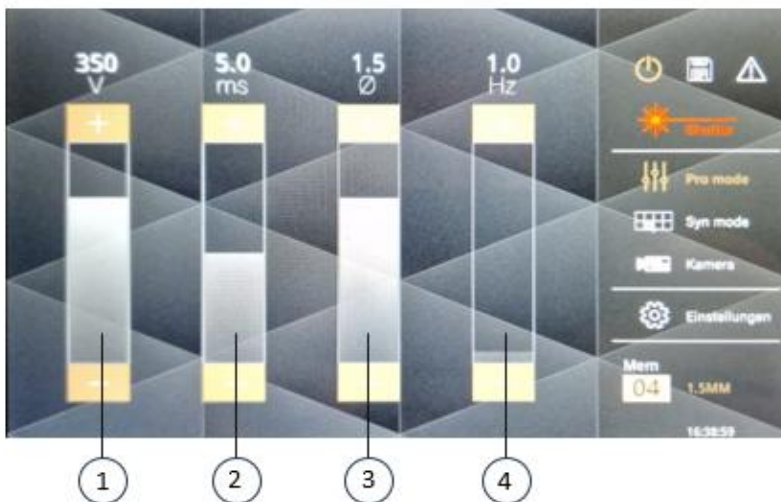 350
V
5.0
ms
1.5
Ø
1.0
Hz
+
+
-
Shutter
Pro mode
Syn mode
Kamera
Einstellungen
Mem
04
1.5MM
16:38:59
1
2
3
4